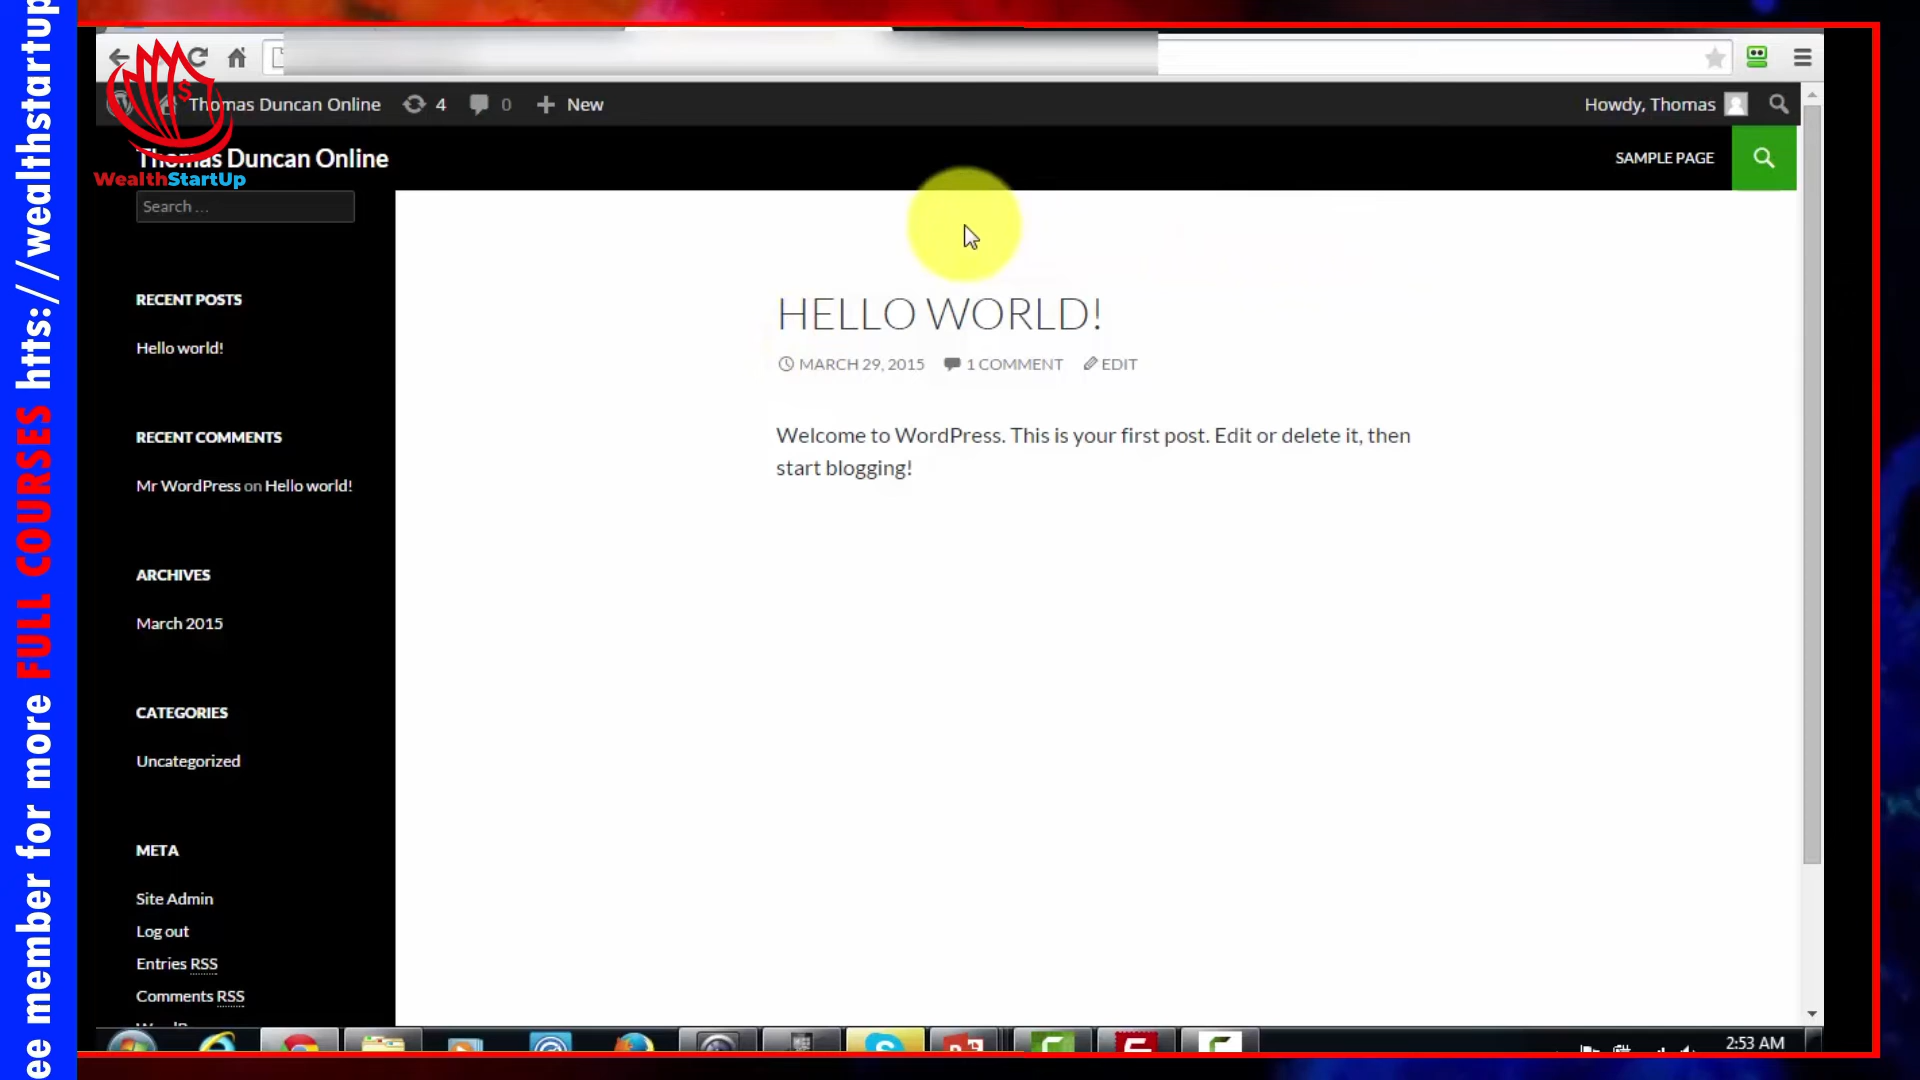 ee member for more FULL COURSES htts://wealthstartup
Thomas Duncan Online 4 0 New Howdy, Thomas
Thomas Duncan Online SAMPLE PAGE
WealthStartUp
Search ...
HELLO WORLD!
MARCH 29, 2015 1 COMMENT EDIT
Welcome to WordPress. This is your first post. Edit or delete it, then
start blogging!
RECENT POSTS
Hello world!
RECENT COMMENTS
Mr WordPress on Hello world!
ARCHIVES
March 2015
CATEGORIES
Uncategorized
META
Site Admin
Log out
Entries RSS
Comments RSS
2:53 AM